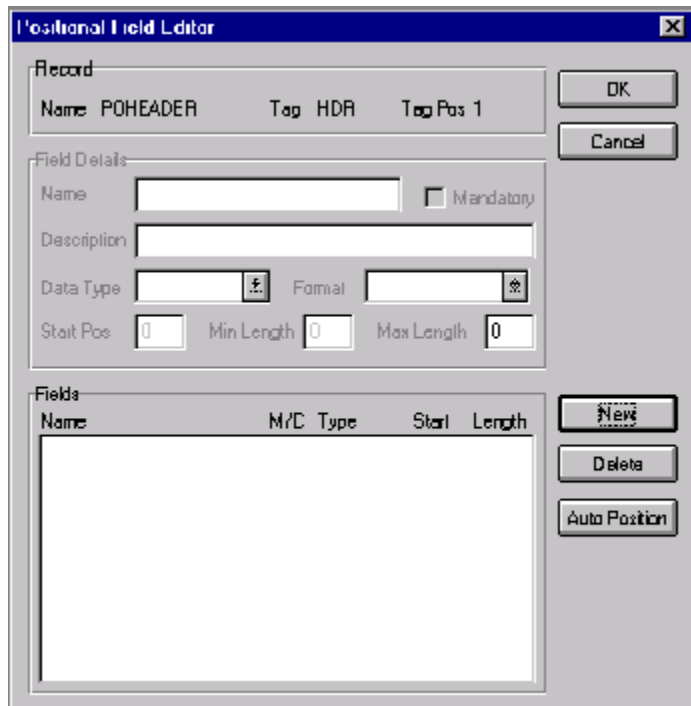 Positional Field Editor
Record
Name POHEADER Tag HDR Tag Pos 1
OK
Cancel
Field Details
Name Mandatory
Description
Data Type Format
Start Pos 0 Min Length 0 Max Length 0
Fields
Name M/C Type Start Length
New
Delete
Auto Position